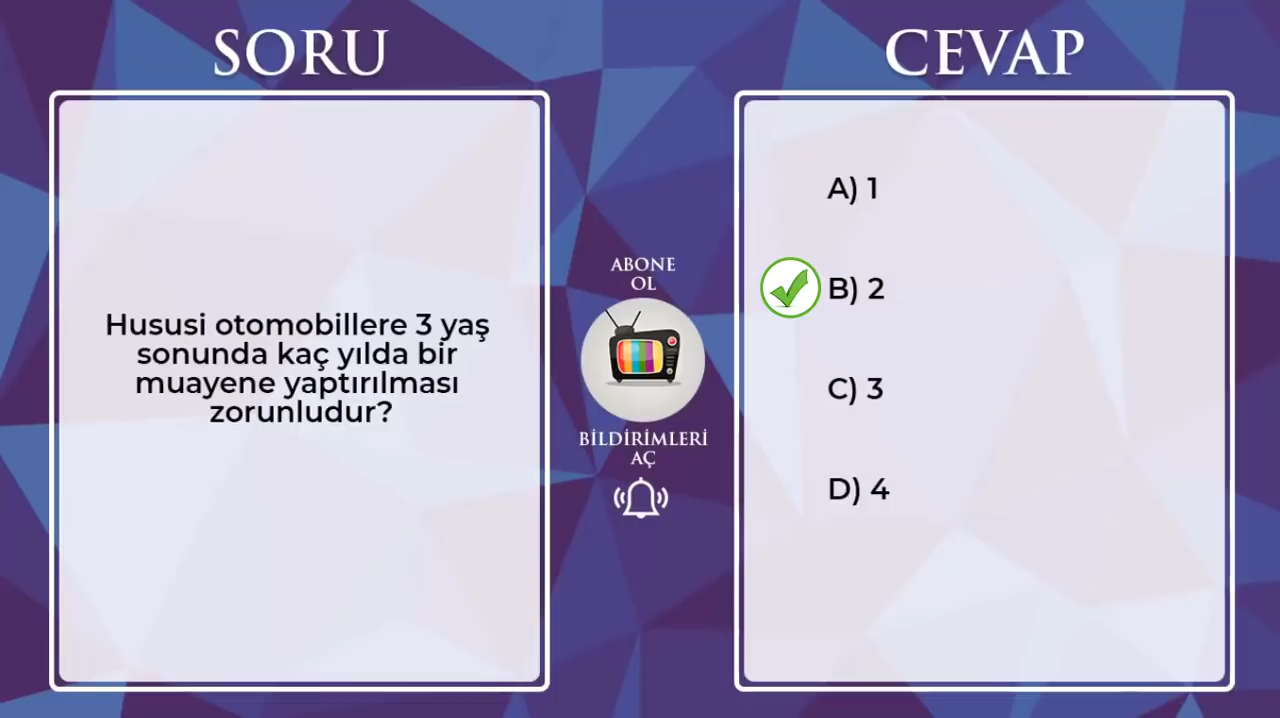 SORU
Hususi otomobillere 3 yaş
sonunda kaç yılda bir
muayene yaptırılması
zorunludur?
ABONE
OL
BİLDİRİMLERİ
AÇ
CEVAP
A) 1
B) 2
C) 3
D) 4